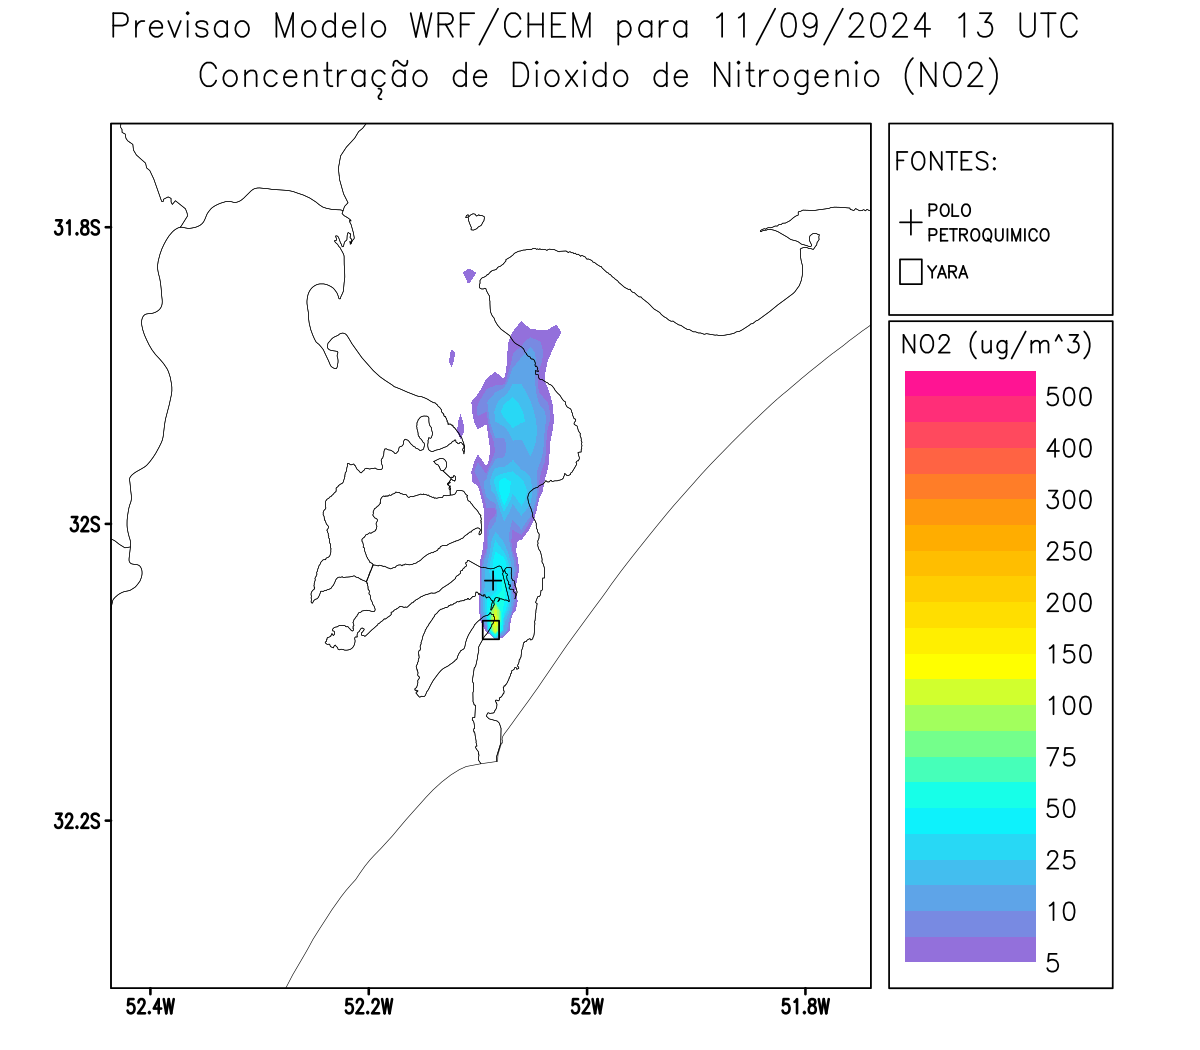 Previsao Modelo WRF/CHEM para 11/09/2024 13 UTC
Concentração de Dioxido de Nitrogenio (NO2)
FONTES:
POLO
PETROQUIMICO
YARA
NO2 (ug/m^3)
500
400
300
250
200
150
100
75
50
25
10
5
31.8S
32S
32.2S
52.4W
52.2W
52W
51.8W